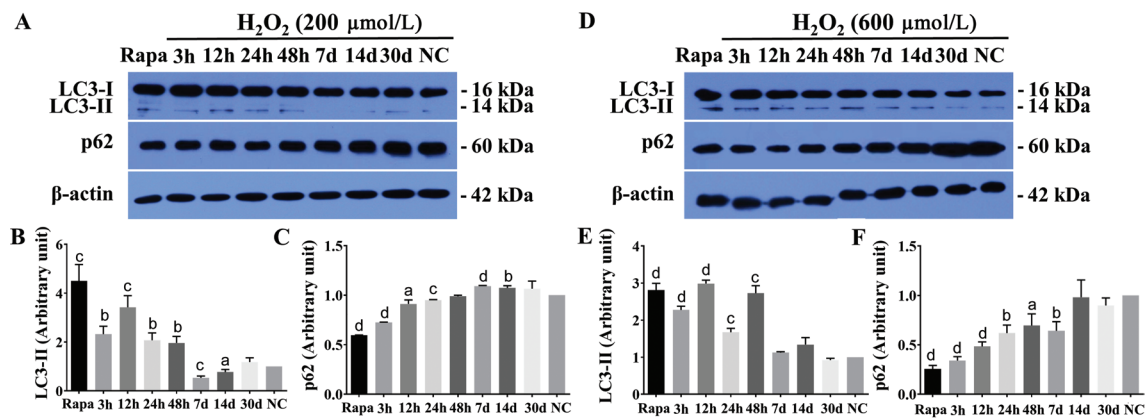 A
H₂O₂ (200 μmol/L)
Rapa 3h 12h 24h 48h 7d 14d 30d NC
LC3-I
- 16 kDa
LC3-II
- 14 kDa
p62
- 60 kDa
β-actin
- 42 kDa
D
H₂O₂ (600 μmol/L)
Rapa 3h 12h 24h 48h 7d 14d 30d NC
LC3-I
- 16 kDa
LC3-II
- 14 kDa
p62
- 60 kDa
β-actin
- 42 kDa
B
LC3-II (Arbitrary unit)
6
4
2
0
c
b
c
b
b
c
a
Rapa 3h 12h 24h 48h 7d 14d 30d NC
C
p62 (Arbitrary unit)
1.5
1.0
0.5
0.0
d
d
a
c
d
b
Rapa 3h 12h 24h 48h 7d 14d 30d NC
E
LC3-II (Arbitrary unit)
4
3
2
1
0
d
d
d
c
c
Rapa 3h 12h 24h 48h 7d 14d 30d NC
F
p62 (Arbitrary unit)
1.5
1.0
0.5
0.0
d
d
d
b
a
b
Rapa 3h 12h 24h 48h 7d 14d 30d NC